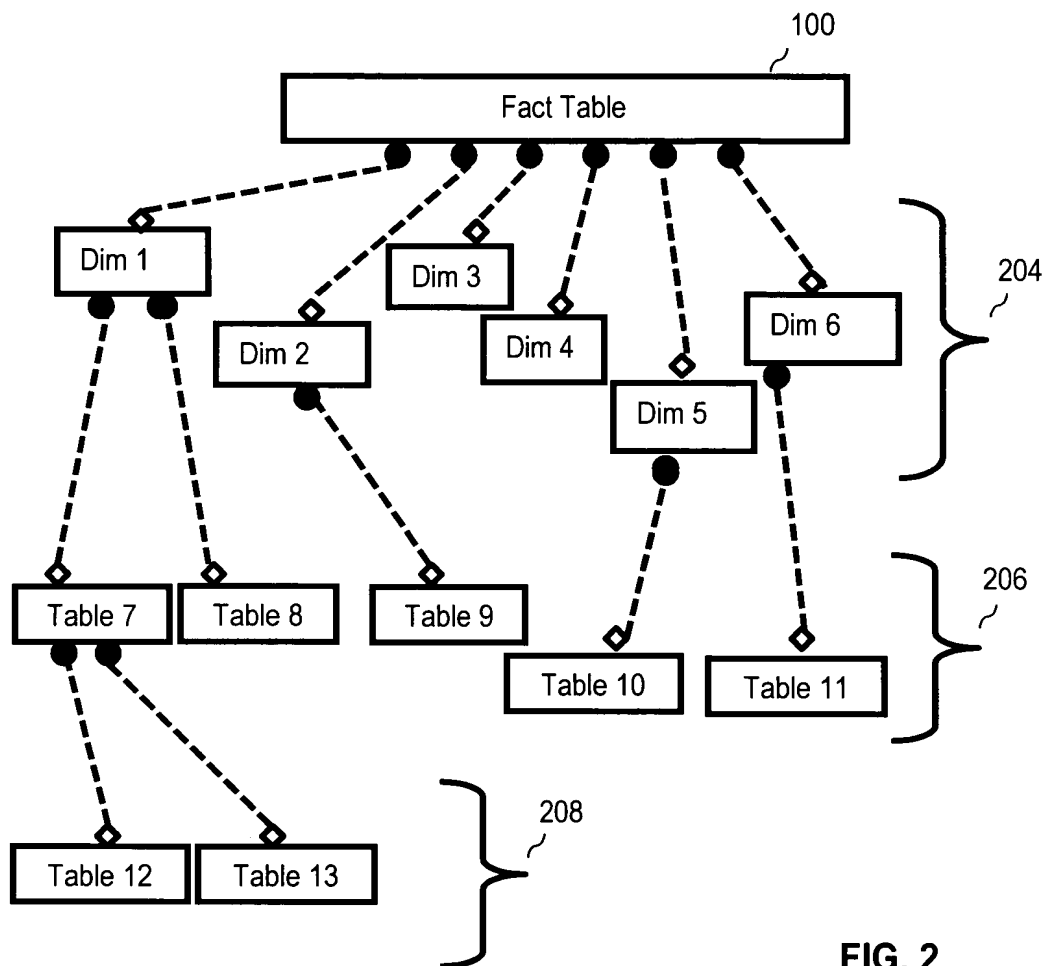 100
Fact Table
Dim 1
Dim 2
Dim 3
Dim 4
Dim 5
Dim 6
204
Table 7
Table 8
Table 9
Table 10
Table 11
206
Table 12
Table 13
208
FIG. 2